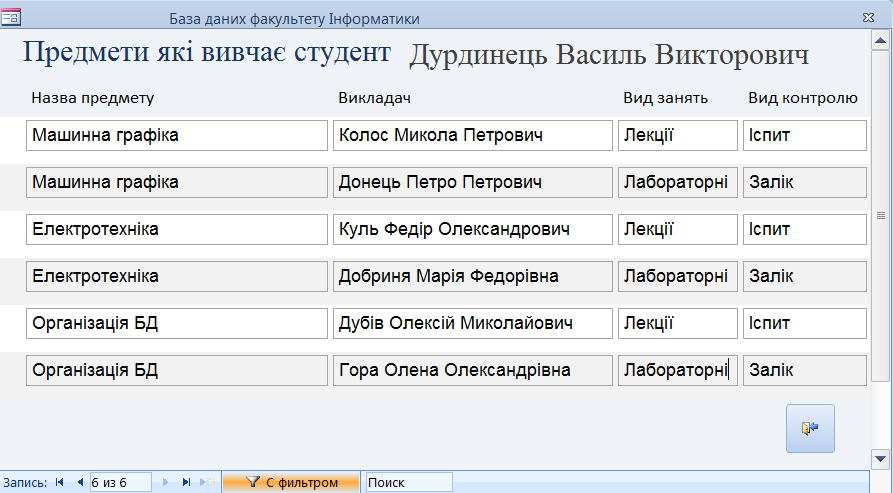 База даних факультету Інформатики
Предмети які вивчає студент Дурдинець Василь Викторович
Назва предмету Викладач Вид занять Вид контролю
Машинна графіка Колос Микола Петрович Лекції Іспит
Машинна графіка Донець Петро Петрович Лабораторні Залік
Електротехніка Куль Федір Олександрович Лекції Іспит
Електротехніка Добриня Марія Федорівна Лабораторні Залік
Організація БД Дубів Олексій Миколайович Лекції Іспит
Організація БД Гора Олена Олександрівна Лабораторні Залік
Запись: 6 из 6 С фильтром Поиск